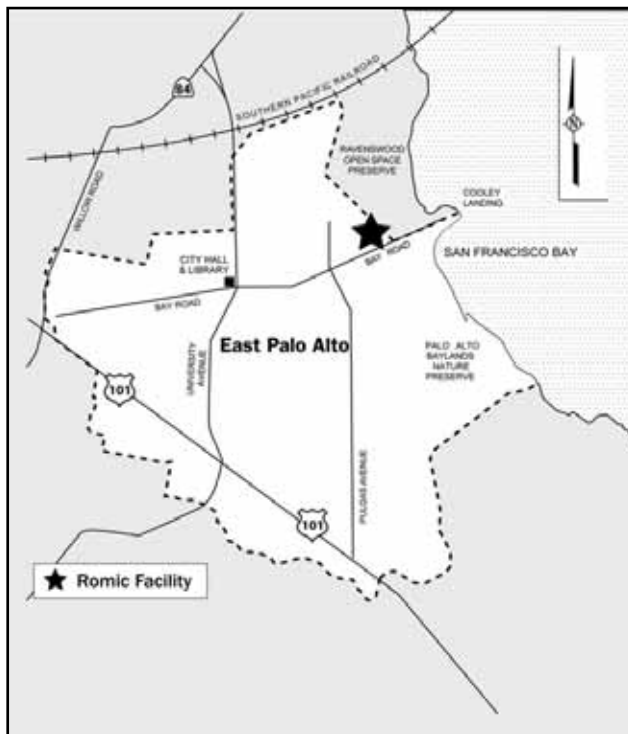 84
SOUTHERN PACIFIC RAILROAD
N
RAVENSWOOD
OPEN SPACE
PRESERVE
WILLOW ROAD
COOLEY
LANDING
SAN FRANCISCO BAY
CITY HALL
& LIBRARY
BAY ROAD
BAY ROAD
East Palo Alto
UNIVERSITY
AVENUE
PALO ALTO
BAYLANDS
NATURE
PRESERVE
101
PULGAS AVENUE
101
Romic Facility